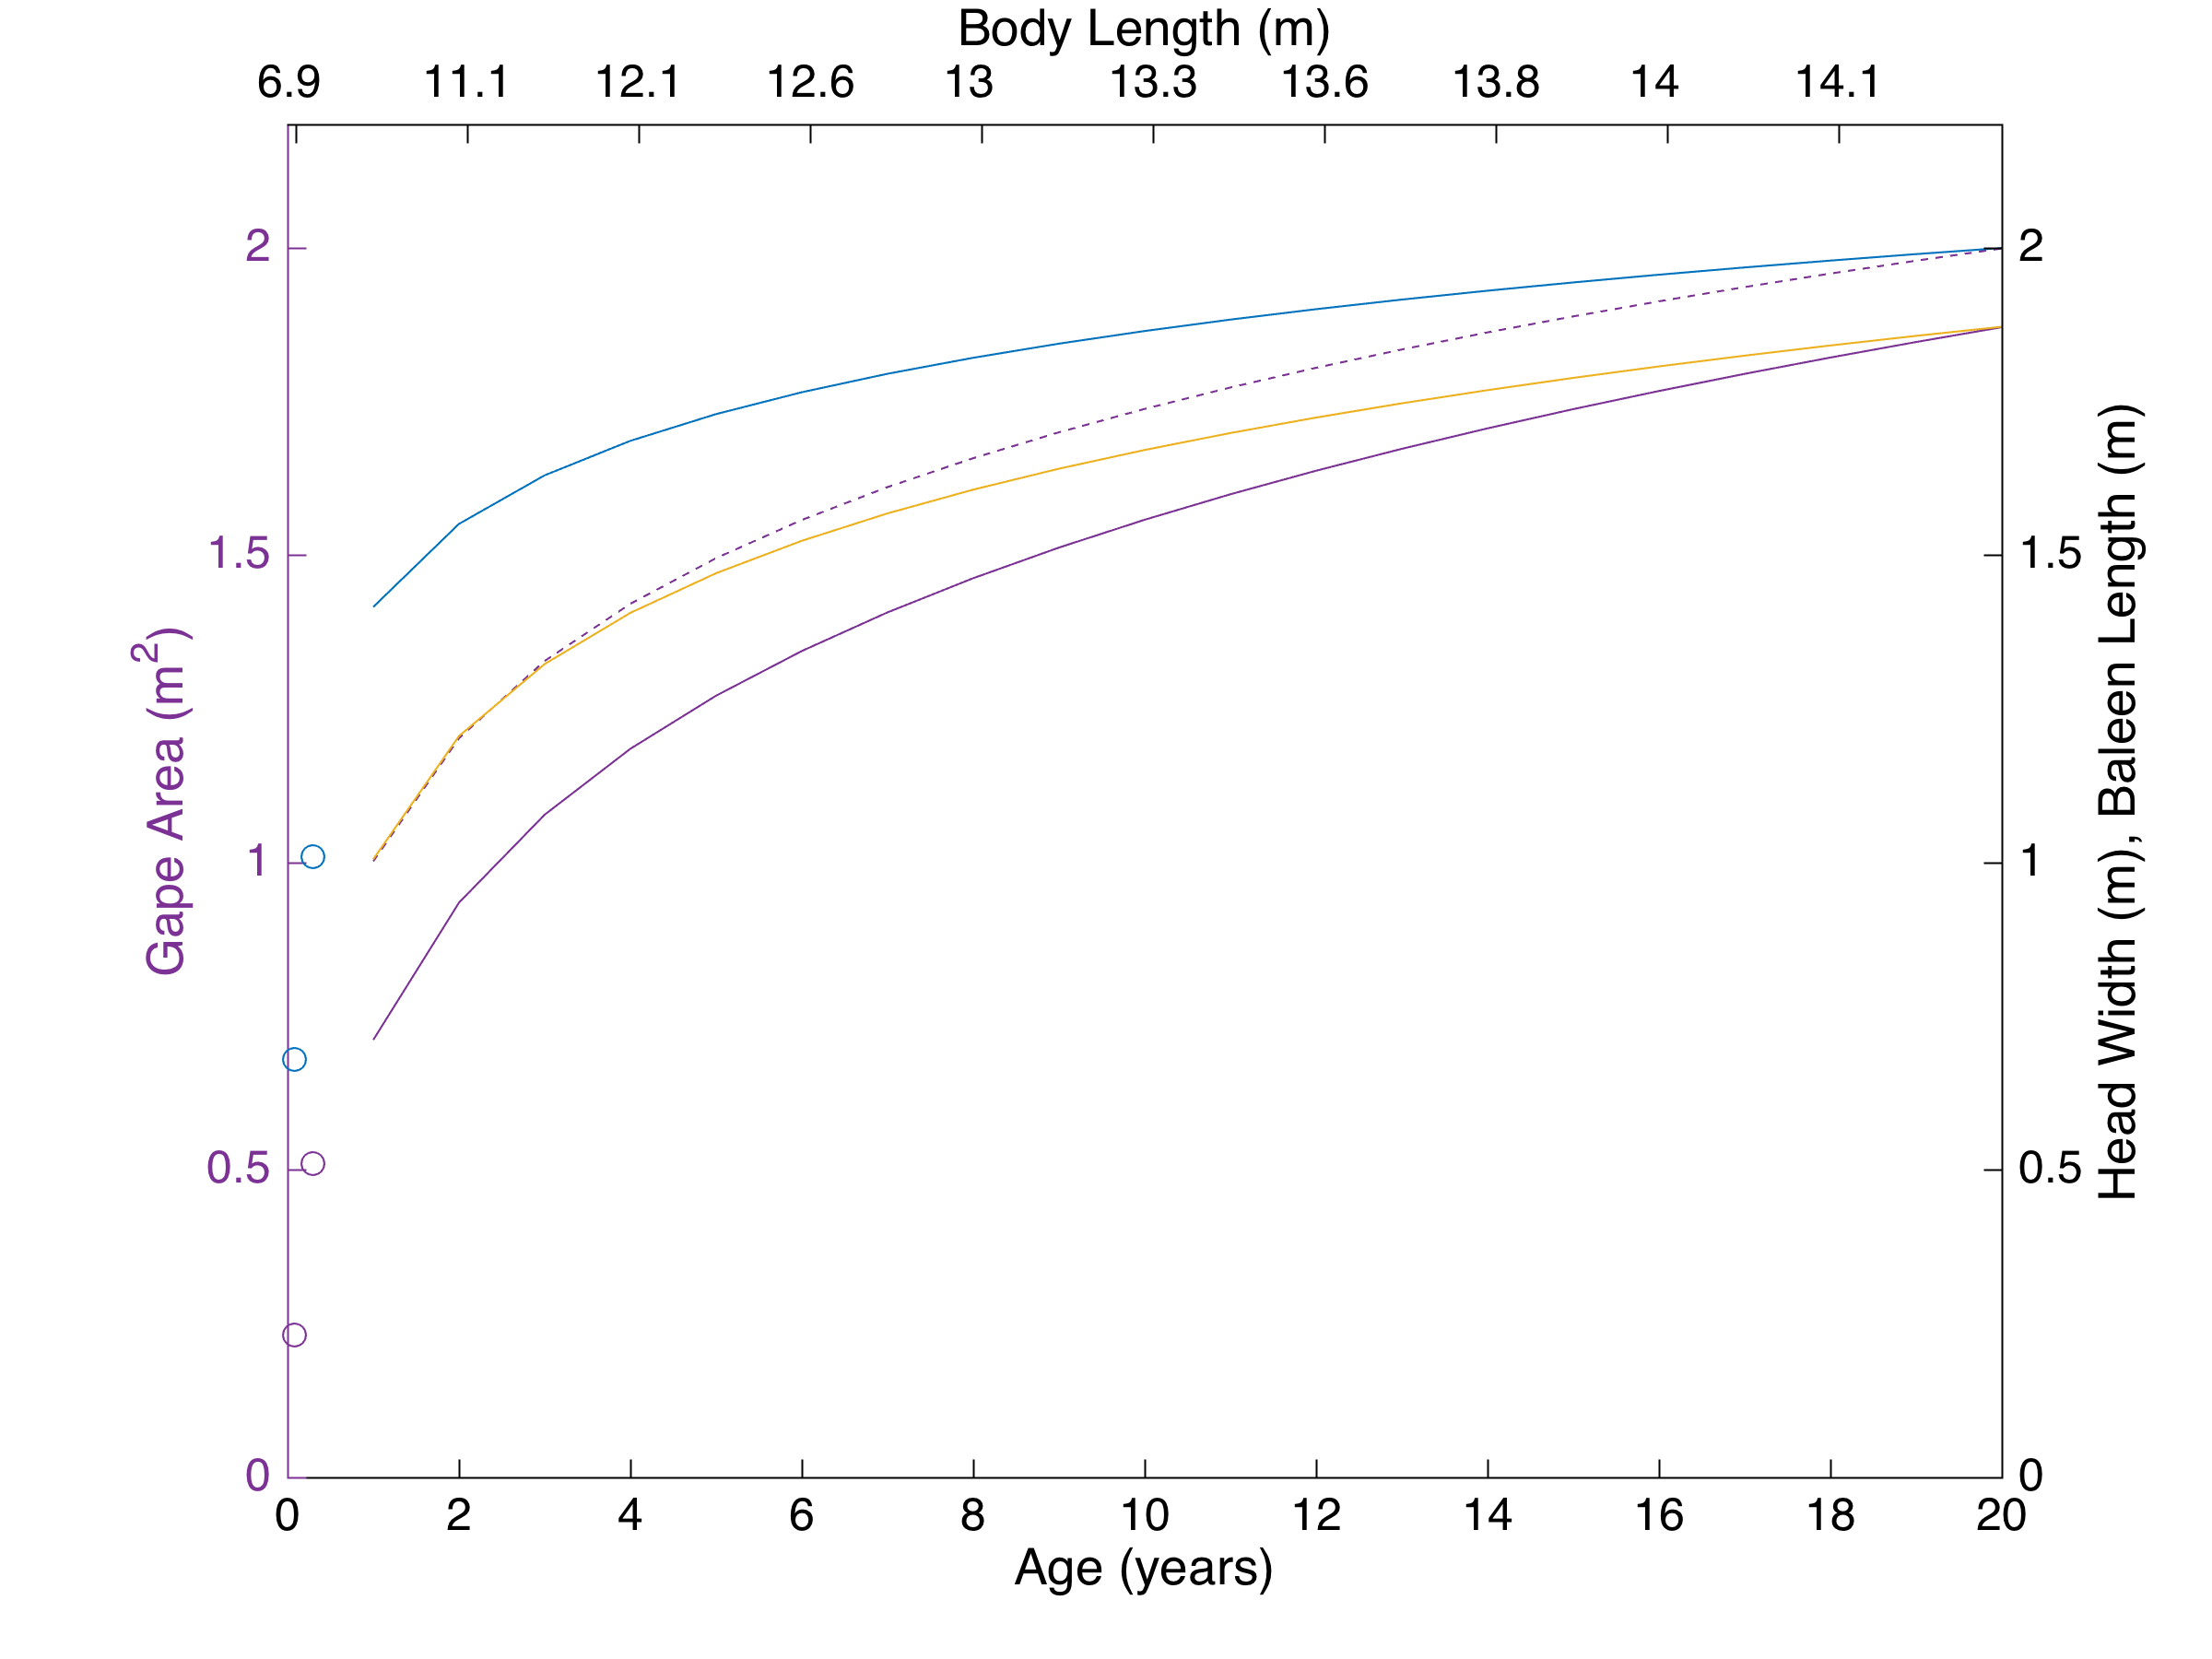 Body Length (m)
6.9 11.1 12.1 12.6 13 13.3 13.6 13.8 14 14.1
Gape Area (m²)
2
1.5
1
0.5
0
2
1.5
1
0.5
0
Head Width (m), Baleen Length (m)
0 2 4 6 8 10 12 14 16 18 20
Age (years)